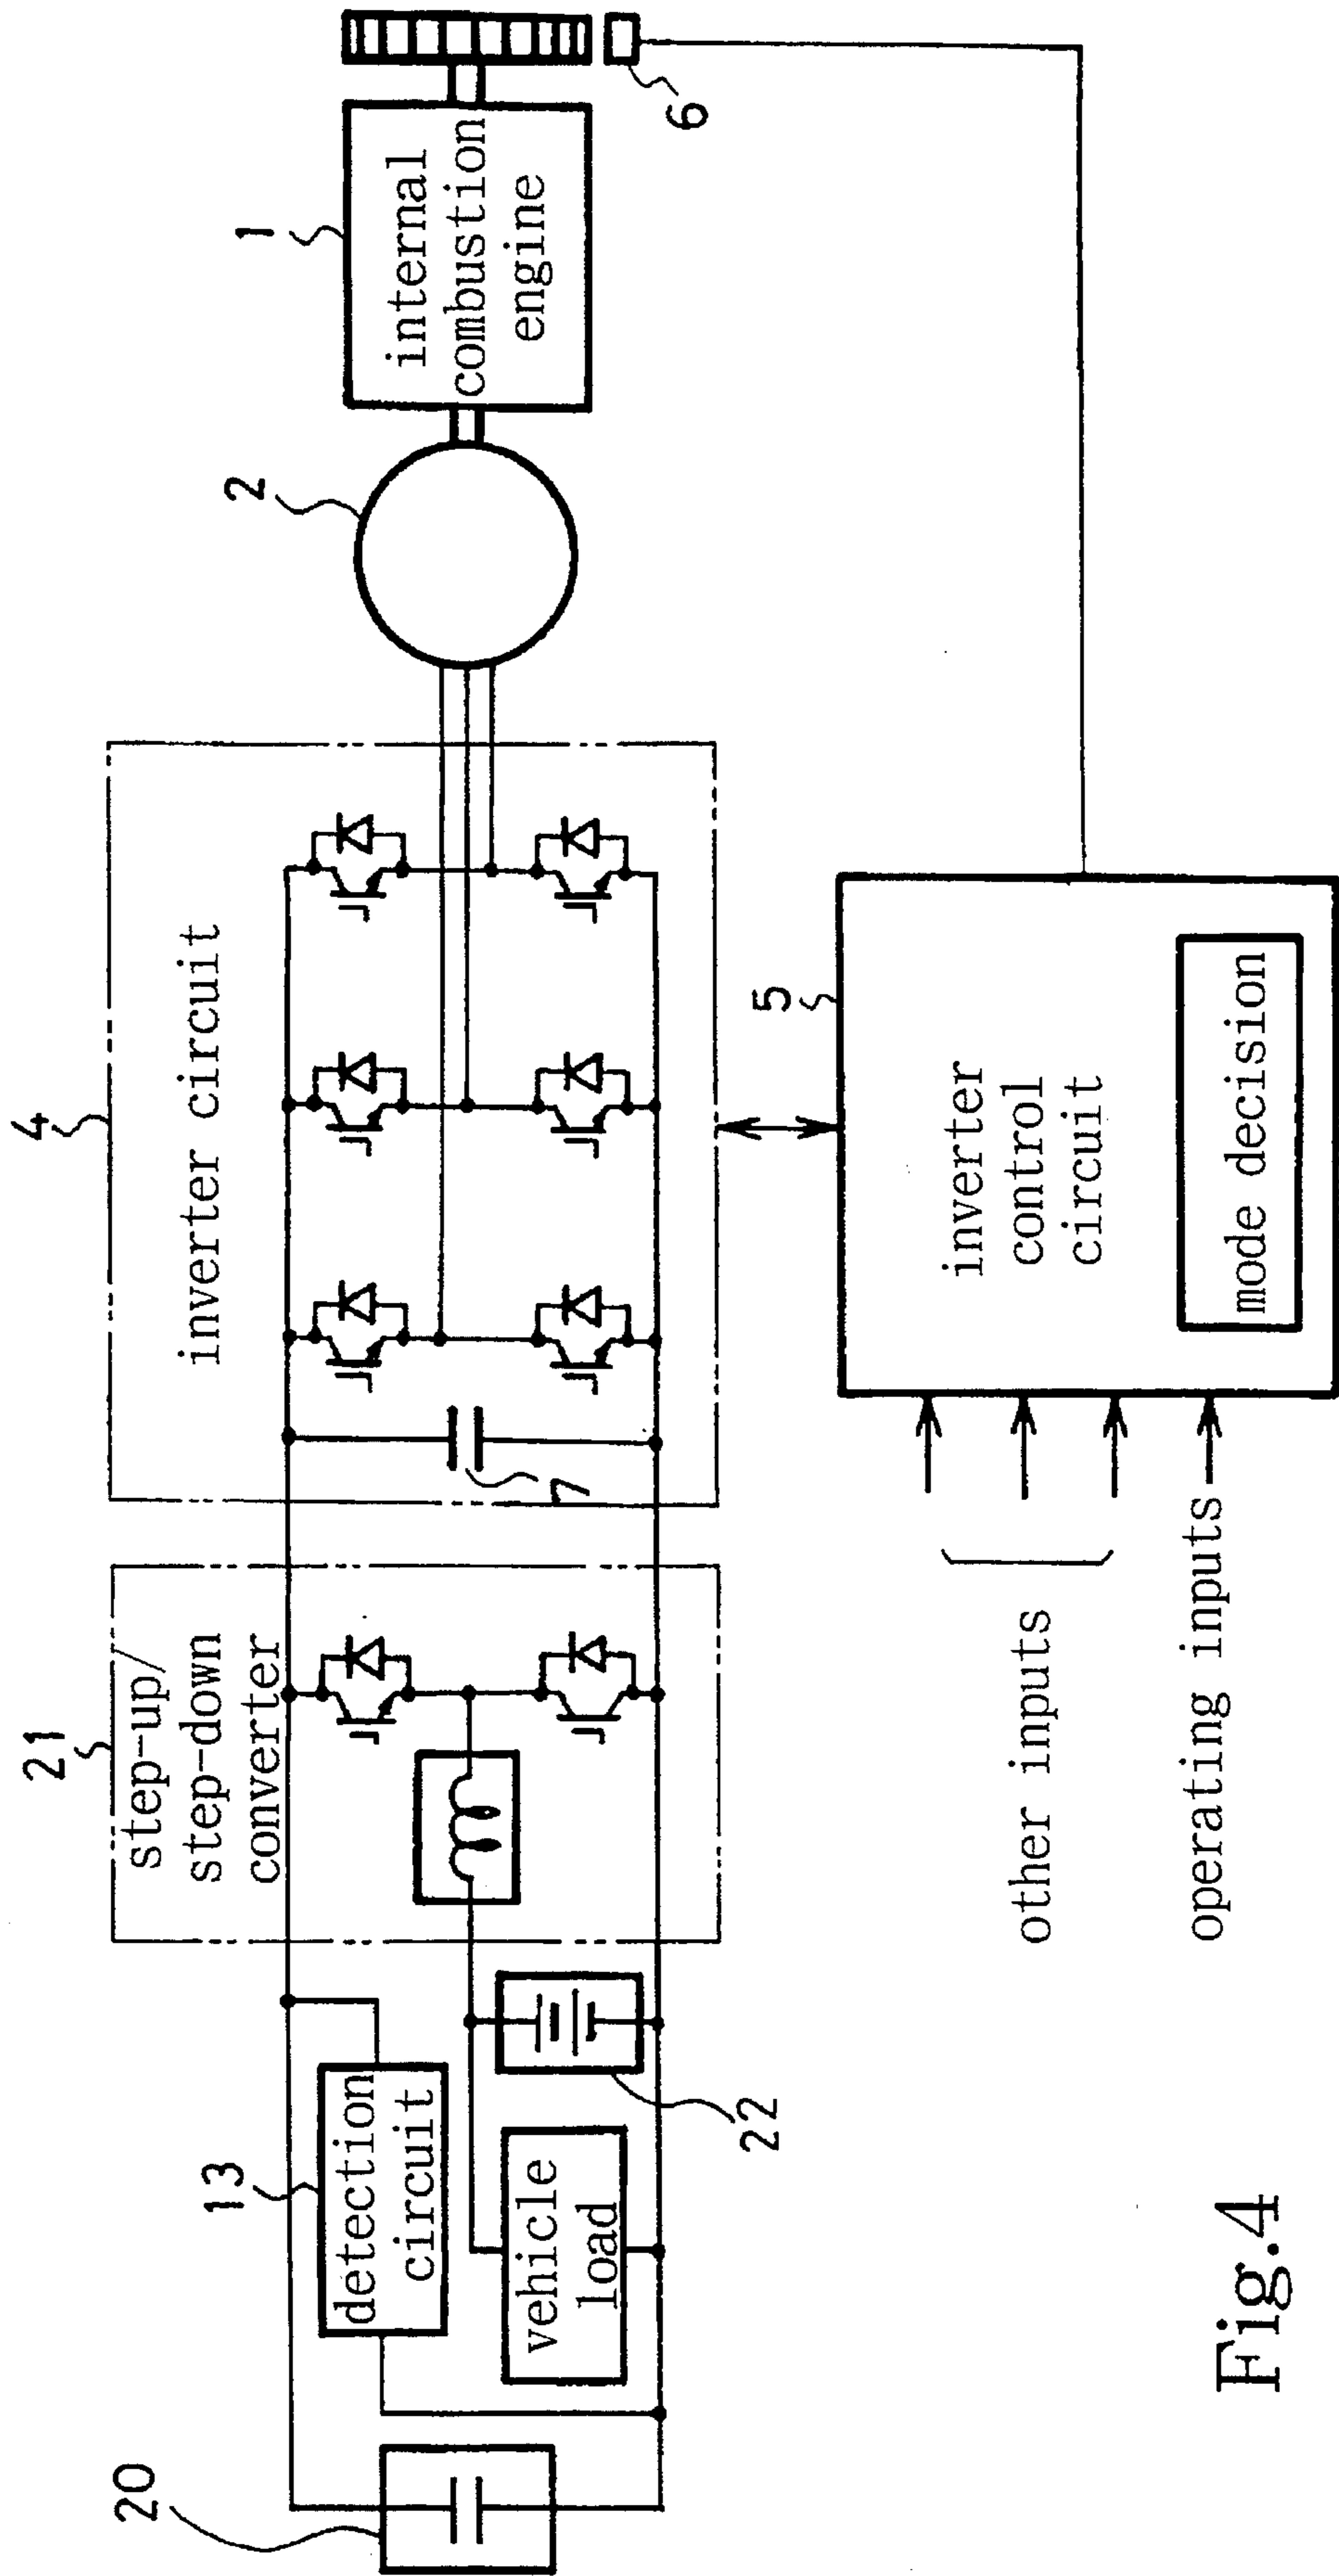 20
13
detection
circuit
vehicle
load
22
21
step-up/
step-down
converter
4
inverter circuit
7
2
1
internal
combustion
engine
6
5
inverter
control
circuit
mode decision
other inputs
operating inputs
Fig.4